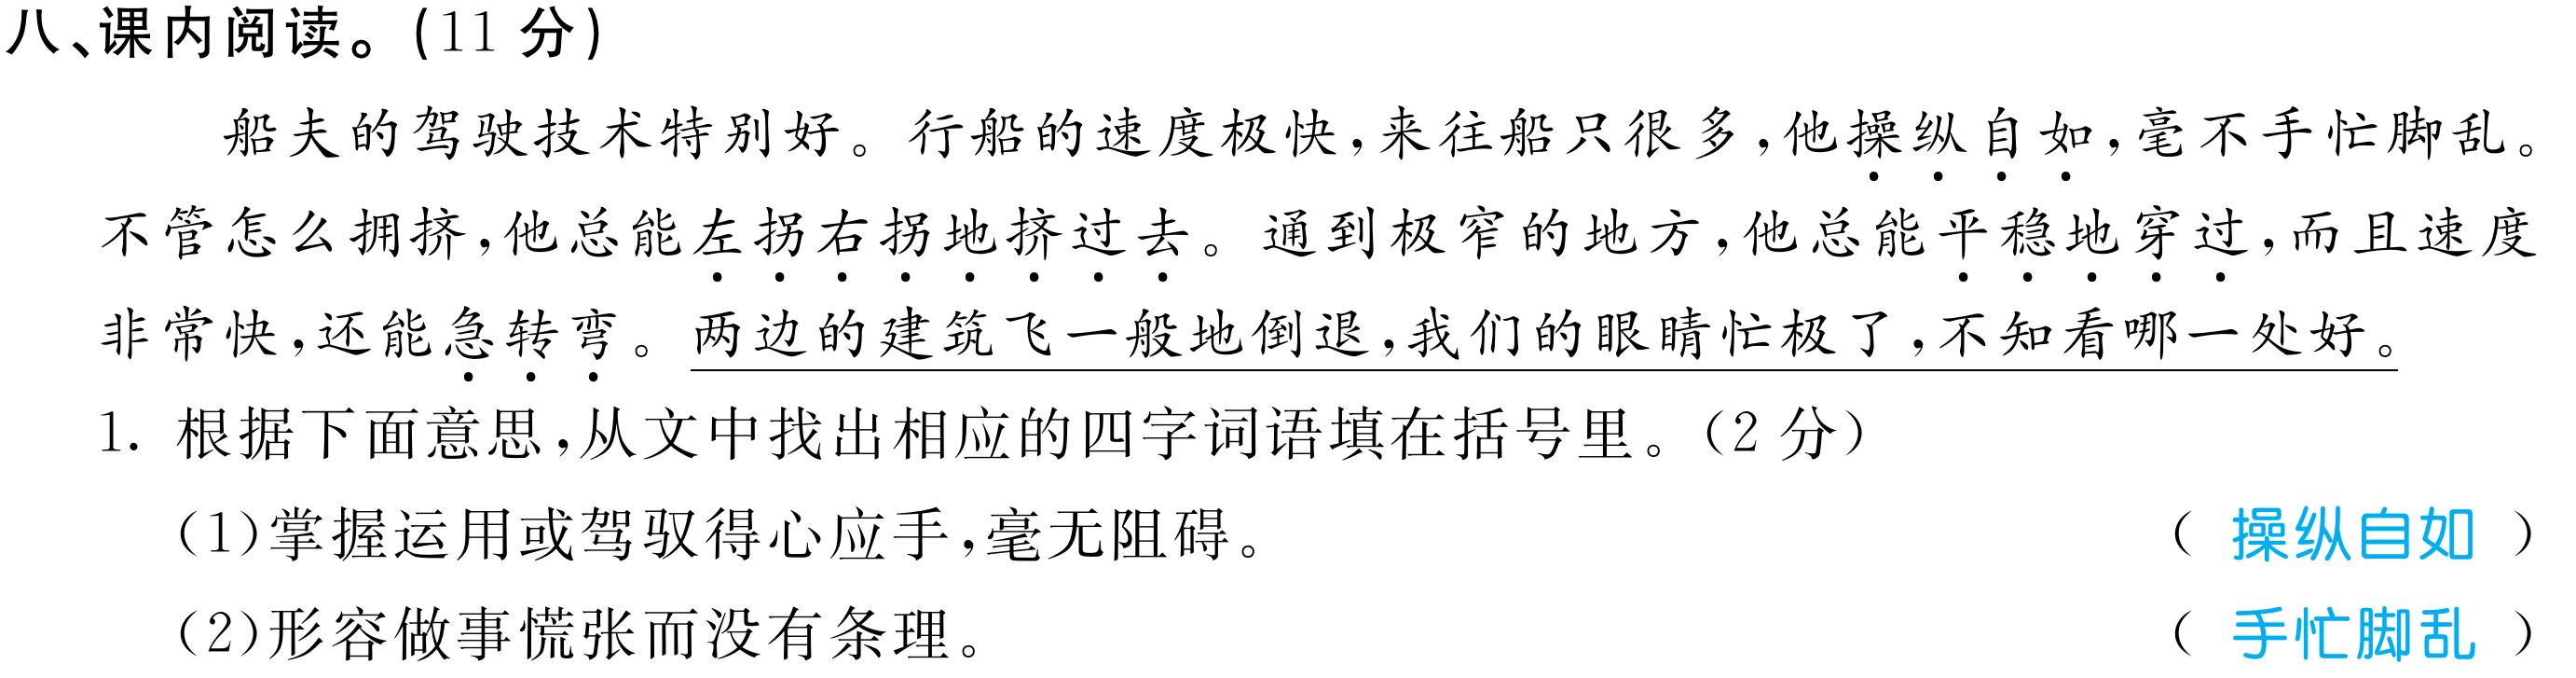 八、课内阅读。(11 分)
船夫的驾驶技术特别好。行船的速度极快,来往船只很多,他操纵自如,毫不手忙脚乱。
不管怎么拥挤,他总能左拐右拐地挤过去。通到极窄的地方,他总能平稳地穿过,而且速度
非常快,还能急转弯。两边的建筑飞一般地倒退,我们的眼睛忙极了,不知看哪一处好。
1. 根据下面意思,从文中找出相应的四字词语填在括号里。(2 分)
(1)掌握运用或驾驭得心应手,毫无阻碍。 ( 操纵自如 )
(2)形容做事慌张而没有条理。 ( 手忙脚乱 )